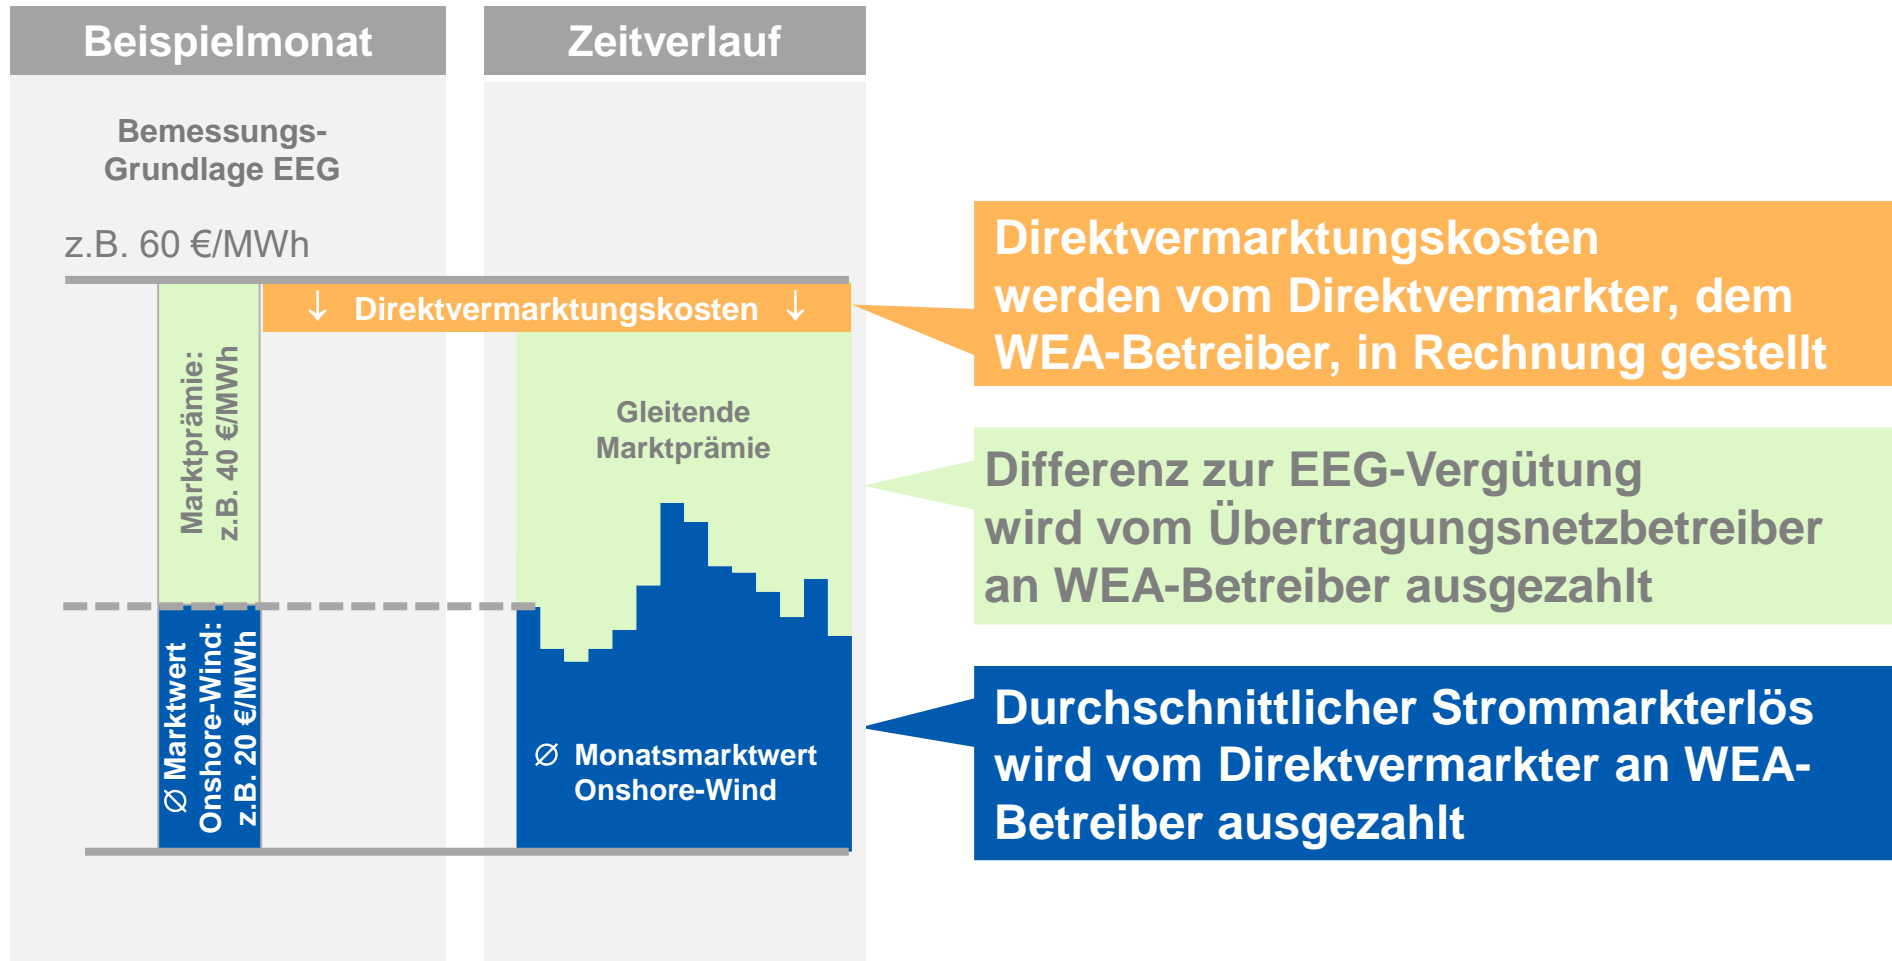 Beispielmonat
Zeitverlauf
Bemessungs-
Grundlage EEG
z.B. 60 €/MWh
↓ Direktvermarktungskosten ↓
Marktprämie:
z.B. 40 €/MWh
Gleitende
Marktprämie
Ø Marktwert
Onshore-Wind:
z.B. 20 €/MWh
Ø Monatsmarktwert
Onshore-Wind
Direktvermarktungskosten
werden vom Direktvermarkter, dem
WEA-Betreiber, in Rechnung gestellt
Differenz zur EEG-Vergütung
wird vom Übertragungsnetzbetreiber
an WEA-Betreiber ausgezahlt
Durchschnittlicher Strommarkterlös
wird vom Direktvermarkter an WEA-
Betreiber ausgezahlt